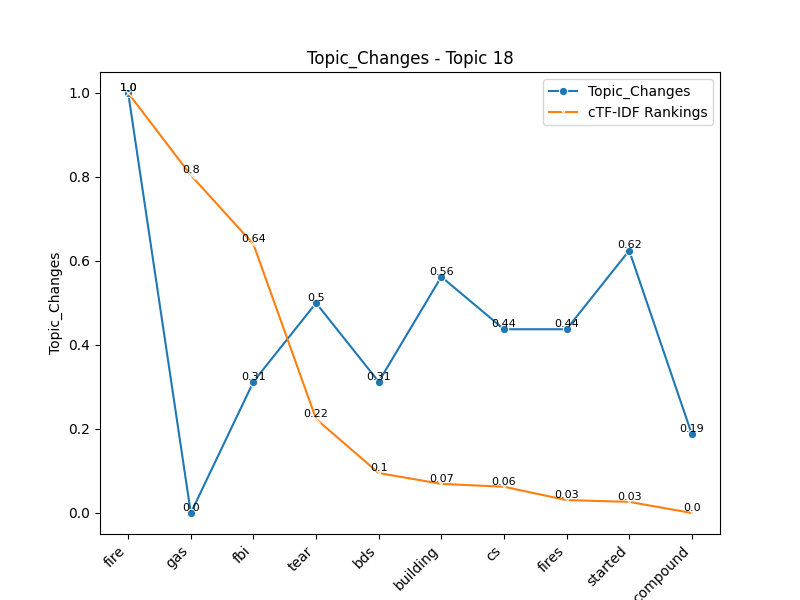 Topic_Changes - Topic 18
Topic_Changes
cTF-IDF Rankings
Topic_Changes
1.0
0.8
0.6
0.4
0.2
0.0
1.0
1.0
0.8
0.64
0.22
0.1
0.07
0.06
0.03
0.03
0.0
0.0
0.31
0.5
0.31
0.56
0.44
0.44
0.62
0.19
fire
gas
fbi
tear
bds
building
cs
fires
started
compound